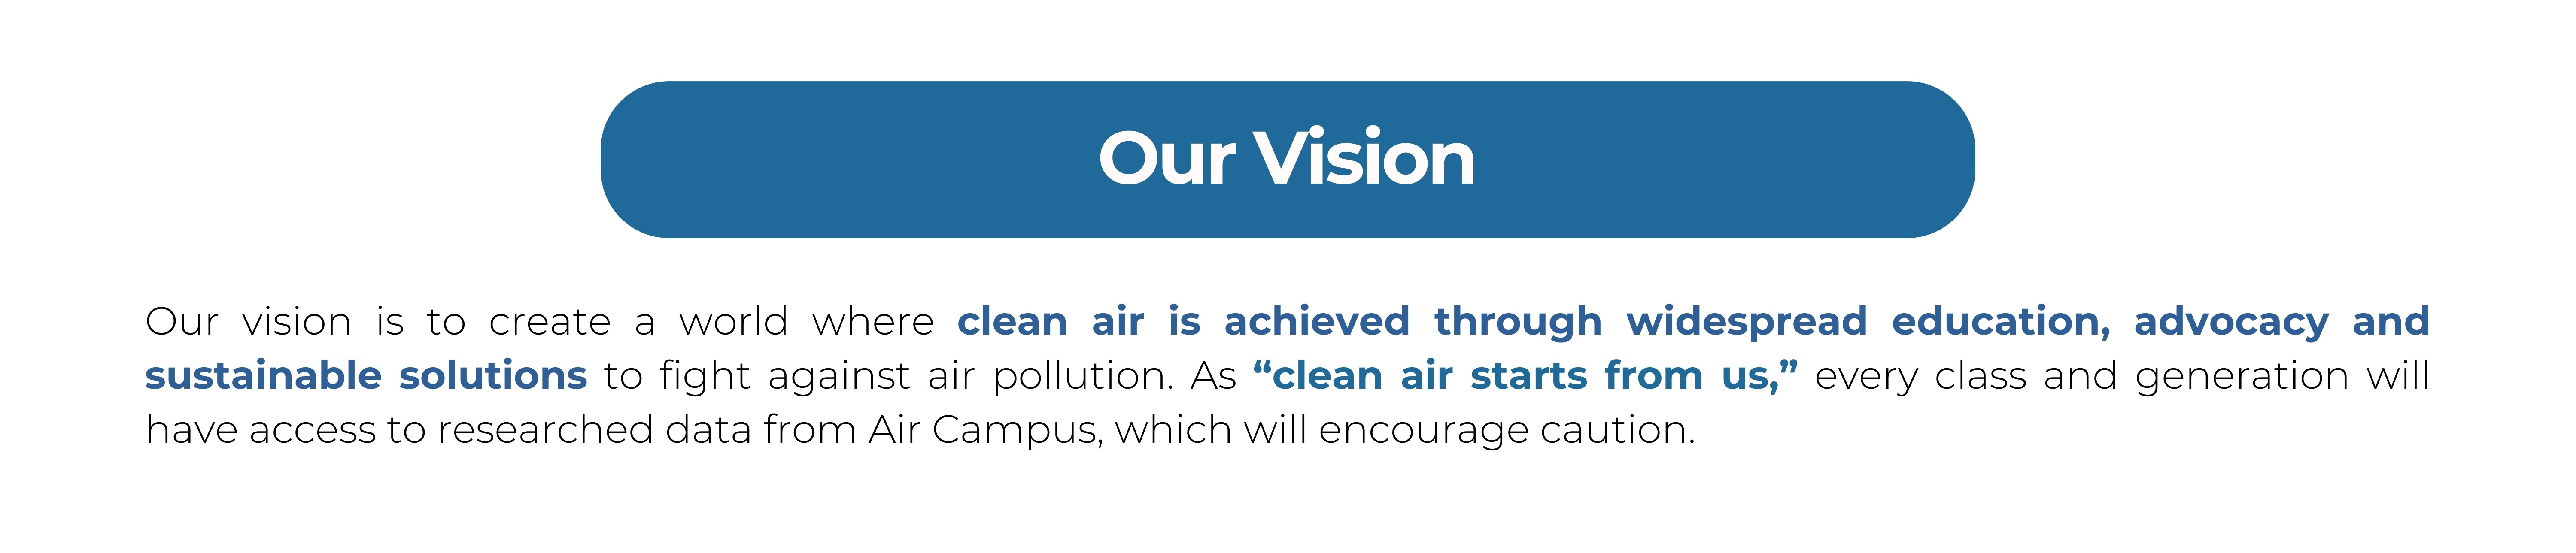 Our Vision
Our vision is to create a world where clean air is achieved through widespread education, advocacy and
sustainable solutions to fight against air pollution. As “clean air starts from us,” every class and generation will
have access to researched data from Air Campus, which will encourage caution.